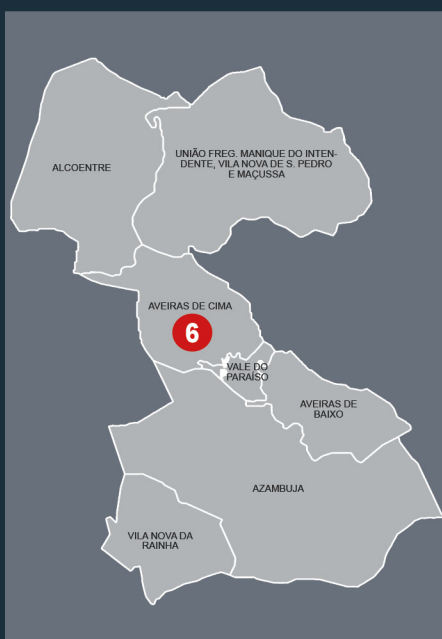 UNIÃO FREG. MANIQUE DO INTEN-
DENTE, VILA NOVA DE S. PEDRO
E MAÇUSSA
ALCOENTRE
AVEIRAS DE CIMA
6
VALE DO
PARAÍSO
AVEIRAS DE
BAIXO
AZAMBUJA
VILA NOVA DA
RAINHA